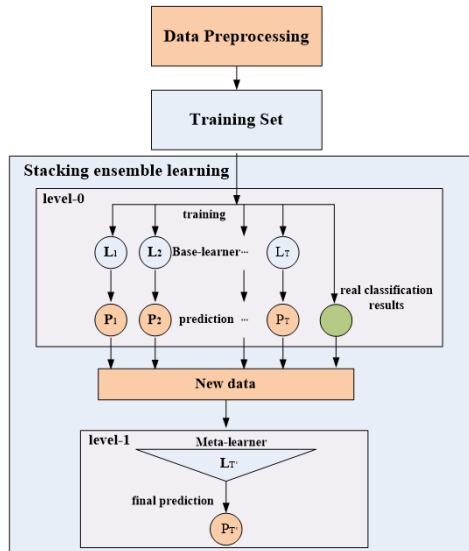 Data Preprocessing
Training Set
Stacking ensemble learning
level-0
training
L1 L2 Base-learner ... LT
real classification
results
P1 P2 prediction ... PT
New data
level-1
Meta-learner
LT'
final prediction
PT'